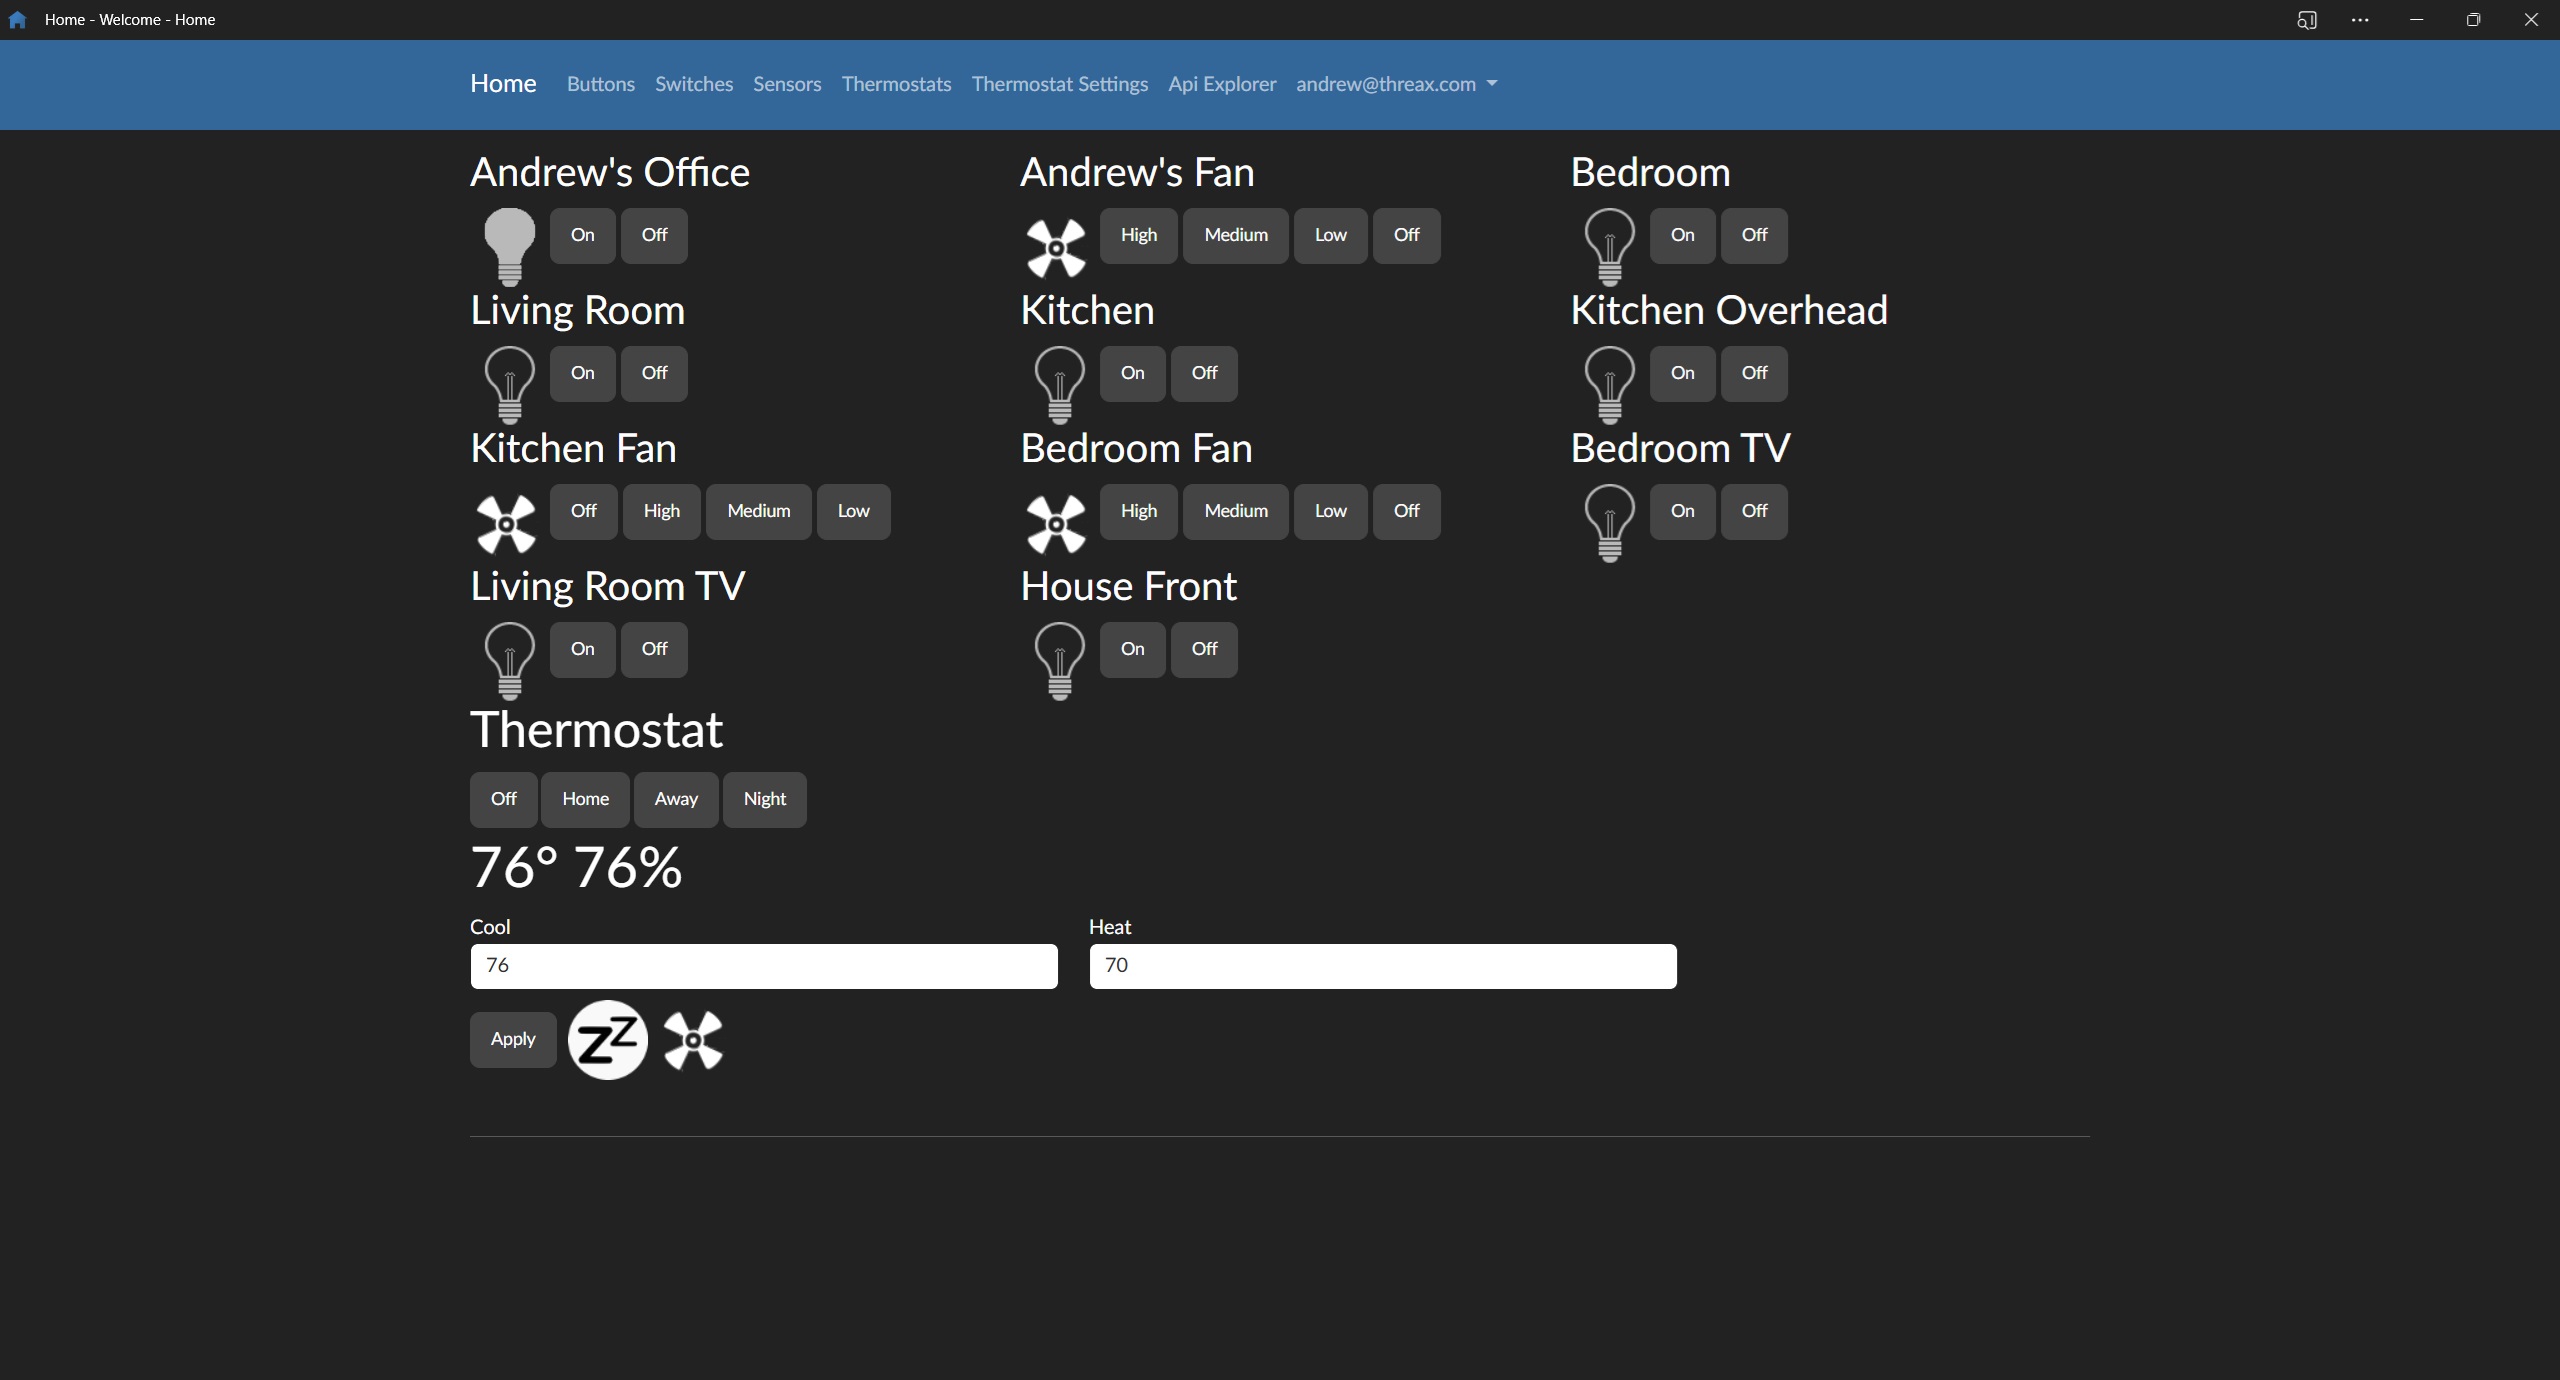 Home - Welcome - Home
Home Buttons Switches Sensors Thermostats Thermostat Settings Api Explorer andrew@threax.com
Andrew's Office
On Off
Andrew's Fan
High Medium Low Off
Bedroom
On Off
Living Room
On Off
Kitchen
On Off
Kitchen Overhead
On Off
Kitchen Fan
Off High Medium Low
Bedroom Fan
High Medium Low Off
Bedroom TV
On Off
Living Room TV
On Off
House Front
On Off
Thermostat
Off Home Away Night
76° 76%
Cool
76
Heat
70
Apply ZZ